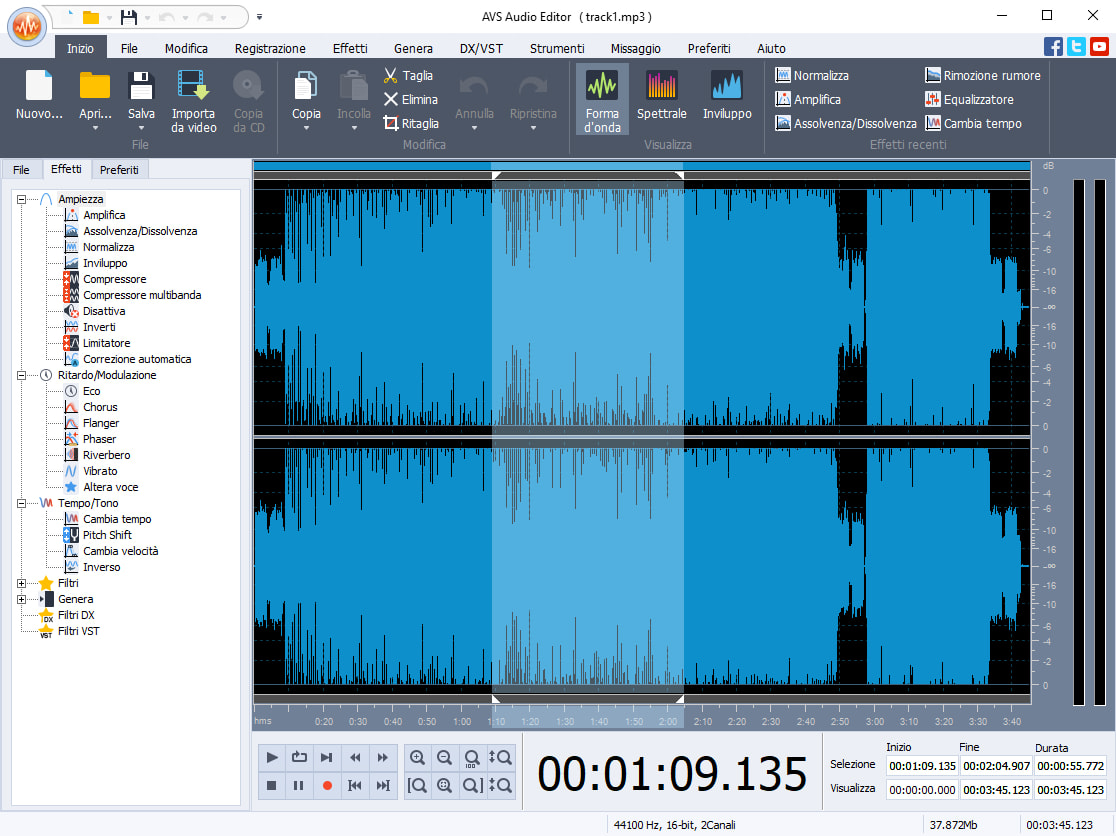 AVS Audio Editor ( track1.mp3 )
Inizio File Modifica Registrazione Effetti Genera DX/VST Strumenti Missaggio Preferiti Aiuto
Nuovo...
Apri...
Salva
Importa
da video
Copia
da CD
File
Copia
Incolla
Taglia
Elimina
Ritaglia
Annulla
Ripristina
Modifica
Forma
d'onda
Spettrale
Inviluppo
Visualizza
Normalizza
Amplifica
Assolvenza/Dissolvenza
Rimozione rumore
Equalizzatore
Cambia tempo
Effetti recenti
File Effetti Preferiti
Ampiezza
Amplifica
Assolvenza/Dissolvenza
Normalizza
Inviluppo
Compressore
Compressore multibanda
Disattiva
Inverti
Limitatore
Correzione automatica
Ritardo/Modulazione
Eco
Chorus
Flanger
Phaser
Riverbero
Vibrato
Altera voce
Tempo/Tono
Cambia tempo
Pitch Shift
Cambia velocità
Inverso
Filtri
Genera
DX Filtri DX
VST Filtri VST
dB
0
-2
-4
-6
-10
-16
-∞
-16
-10
-6
-4
-2
0
0
-2
-4
-6
-10
-16
-∞
-16
-10
-6
-4
-2
0
hms 0:20 0:30 0:40 0:50 1:00 1:10 1:20 1:30 1:40 1:50 2:00 2:10 2:20 2:30 2:40 2:50 3:00 3:10 3:20 3:30 3:40
100
00:01:09.135
Inizio Fine Durata
Selezione 00:01:09.135 00:02:04.907 00:00:55.772
Visualizza 00:00:00.000 00:03:45.123 00:03:45.123
44100 Hz, 16-bit, 2Canali 37.872Mb 00:03:45.123